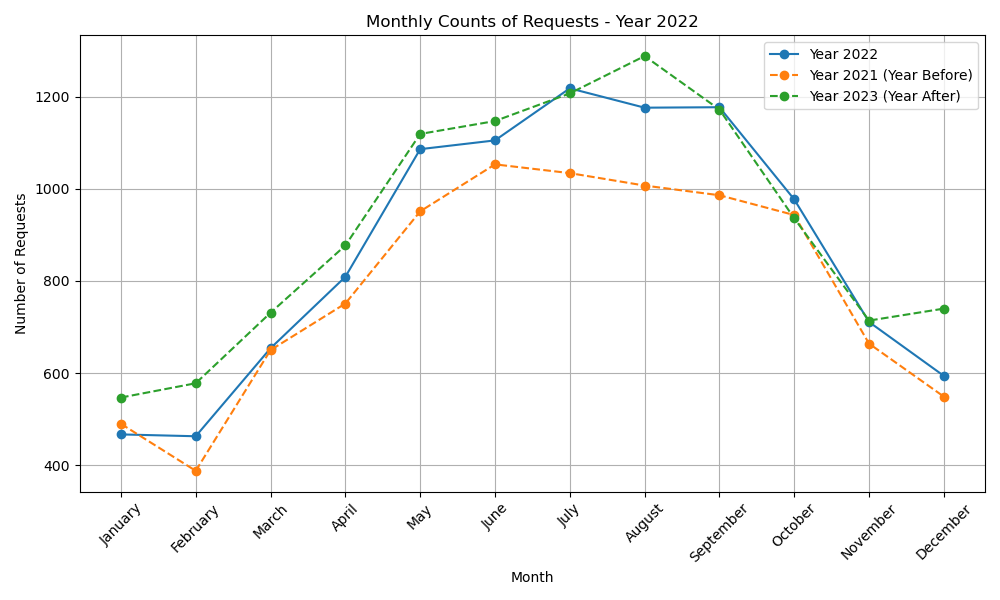 Monthly Counts of Requests - Year 2022
Year 2022
Year 2021 (Year Before)
Year 2023 (Year After)
Number of Requests
1200
1000
800
600
400
January
February
March
April
May
June
July
August
September
October
November
December
Month